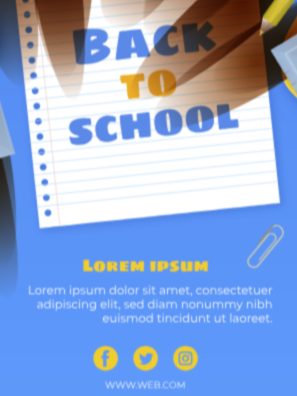 BACK
TO
SCHOOL
LOREM IPSUM
Lorem ipsum dolor sit amet, consectetuer
adipiscing elit, sed diam nonummy nibh
euismod tincidunt ut laoreet.
WWW.WEB.COM